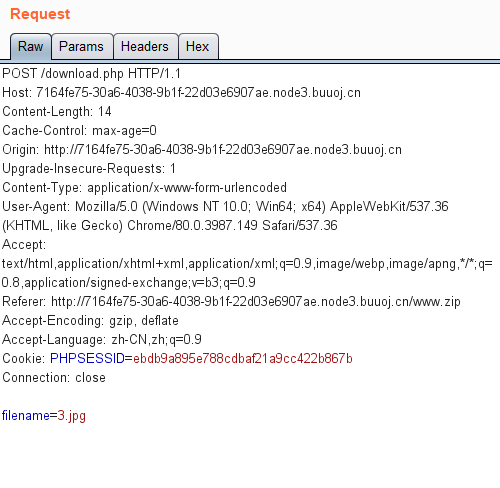 Request
Raw Params Headers Hex
POST /download.php HTTP/1.1
Host: 7164fe75-30a6-4038-9b1f-22d03e6907ae.node3.buuoj.cn
Content-Length: 14
Cache-Control: max-age=0
Origin: http://7164fe75-30a6-4038-9b1f-22d03e6907ae.node3.buuoj.cn
Upgrade-Insecure-Requests: 1
Content-Type: application/x-www-form-urlencoded
User-Agent: Mozilla/5.0 (Windows NT 10.0; Win64; x64) AppleWebKit/537.36
(KHTML, like Gecko) Chrome/80.0.3987.149 Safari/537.36
Accept:
text/html,application/xhtml+xml,application/xml;q=0.9,image/webp,image/apng,*/*;q=
0.8,application/signed-exchange;v=b3;q=0.9
Referer: http://7164fe75-30a6-4038-9b1f-22d03e6907ae.node3.buuoj.cn/www.zip
Accept-Encoding: gzip, deflate
Accept-Language: zh-CN,zh;q=0.9
Cookie: PHPSESSID=ebdb9a895e788cdbaf21a9cc422b867b
Connection: close
filename=3.jpg